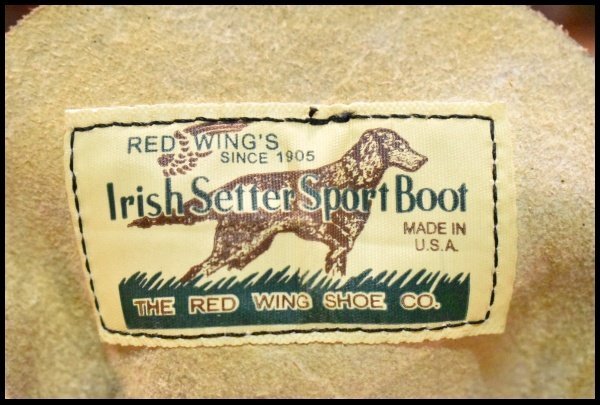 RED WING'S
SINCE 1905
Irish Setter Sport Boot
MADE IN
U.S.A.
THE RED WING SHOE CO.